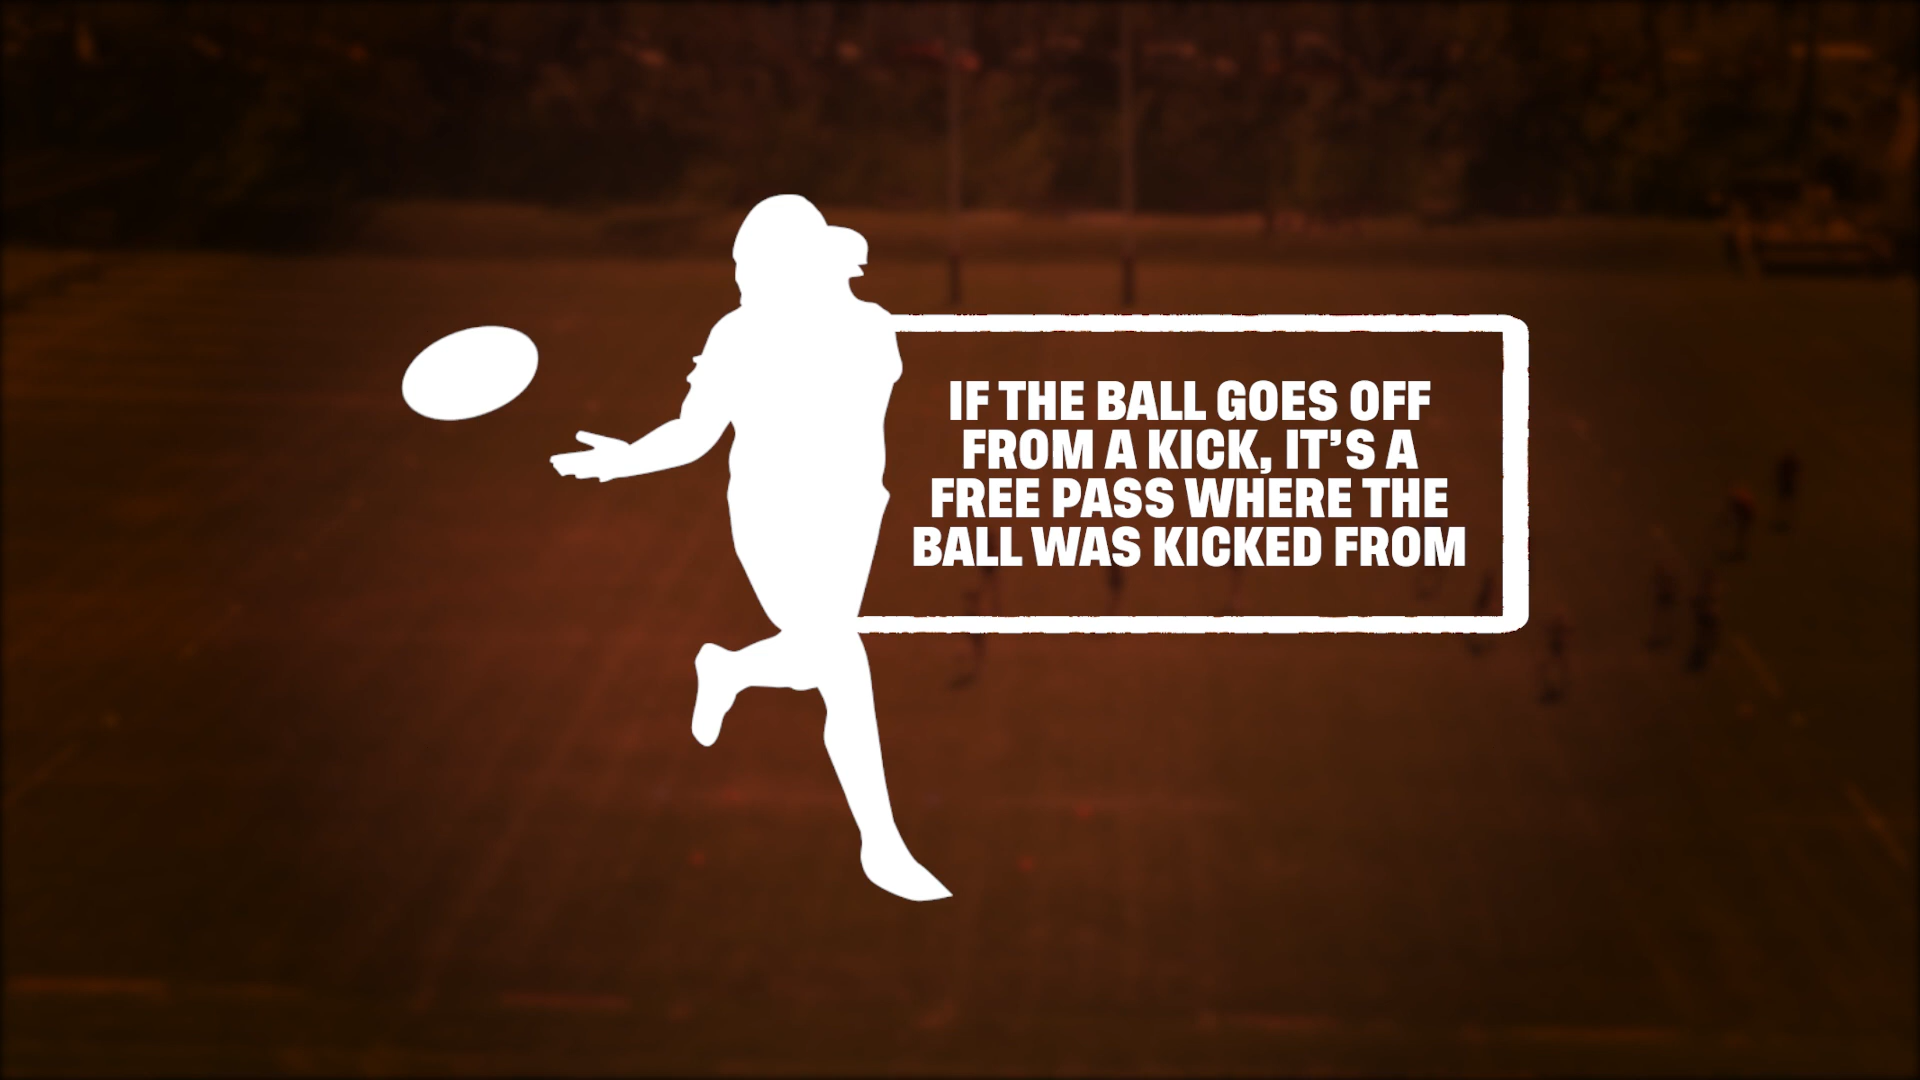 IF THE BALL GOES OFF
FROM A KICK, IT’S A
FREE PASS WHERE THE
BALL WAS KICKED FROM